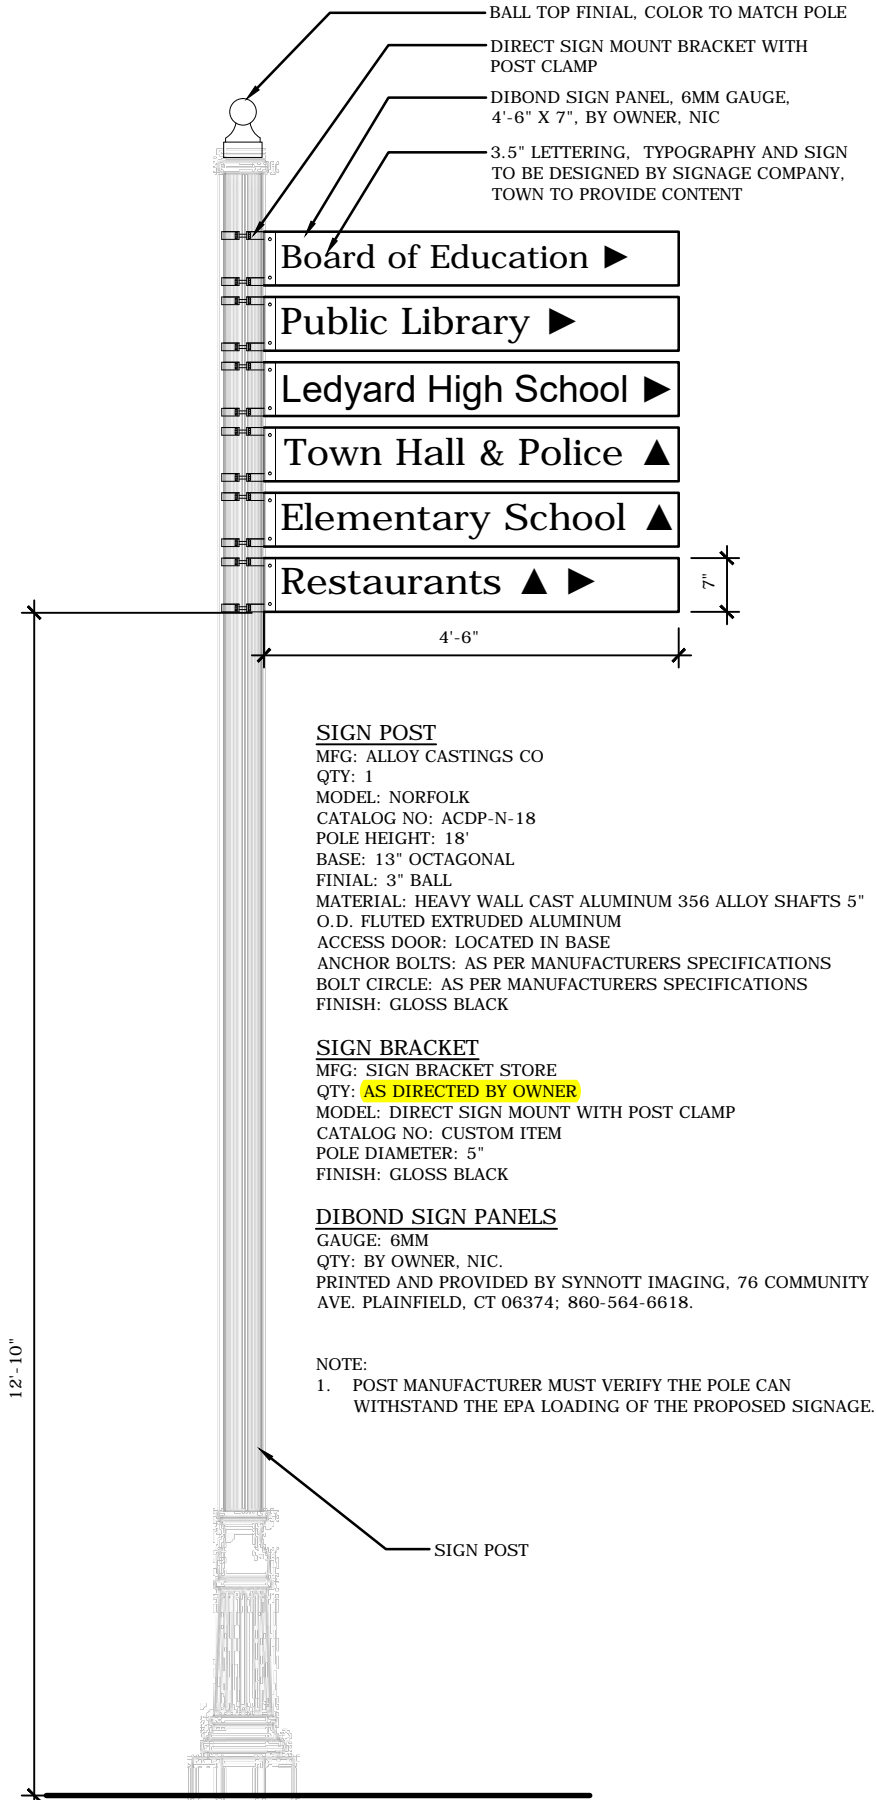 BALL TOP FINIAL, COLOR TO MATCH POLE
DIRECT SIGN MOUNT BRACKET WITH
POST CLAMP
DIBOND SIGN PANEL, 6MM GAUGE,
4'-6" X 7", BY OWNER, NIC
3.5" LETTERING, TYPOGRAPHY AND SIGN
TO BE DESIGNED BY SIGNAGE COMPANY,
TOWN TO PROVIDE CONTENT
Board of Education ►
Public Library ►
Ledyard High School ►
Town Hall & Police ▲
Elementary School ▲
Restaurants ▲ ►
7"
4'-6"
SIGN POST
MFG: ALLOY CASTINGS CO
QTY: 1
MODEL: NORFOLK
CATALOG NO: ACDP-N-18
POLE HEIGHT: 18'
BASE: 13" OCTAGONAL
FINIAL: 3" BALL
MATERIAL: HEAVY WALL CAST ALUMINUM 356 ALLOY SHAFTS 5"
O.D. FLUTED EXTRUDED ALUMINUM
ACCESS DOOR: LOCATED IN BASE
ANCHOR BOLTS: AS PER MANUFACTURERS SPECIFICATIONS
BOLT CIRCLE: AS PER MANUFACTURERS SPECIFICATIONS
FINISH: GLOSS BLACK
SIGN BRACKET
MFG: SIGN BRACKET STORE
QTY: AS DIRECTED BY OWNER
MODEL: DIRECT SIGN MOUNT WITH POST CLAMP
CATALOG NO: CUSTOM ITEM
POLE DIAMETER: 5"
FINISH: GLOSS BLACK
DIBOND SIGN PANELS
GAUGE: 6MM
QTY: BY OWNER, NIC.
PRINTED AND PROVIDED BY SYNNOTT IMAGING, 76 COMMUNITY
AVE. PLAINFIELD, CT 06374; 860-564-6618.
12'-10"
NOTE:
1. POST MANUFACTURER MUST VERIFY THE POLE CAN
WITHSTAND THE EPA LOADING OF THE PROPOSED SIGNAGE.
SIGN POST